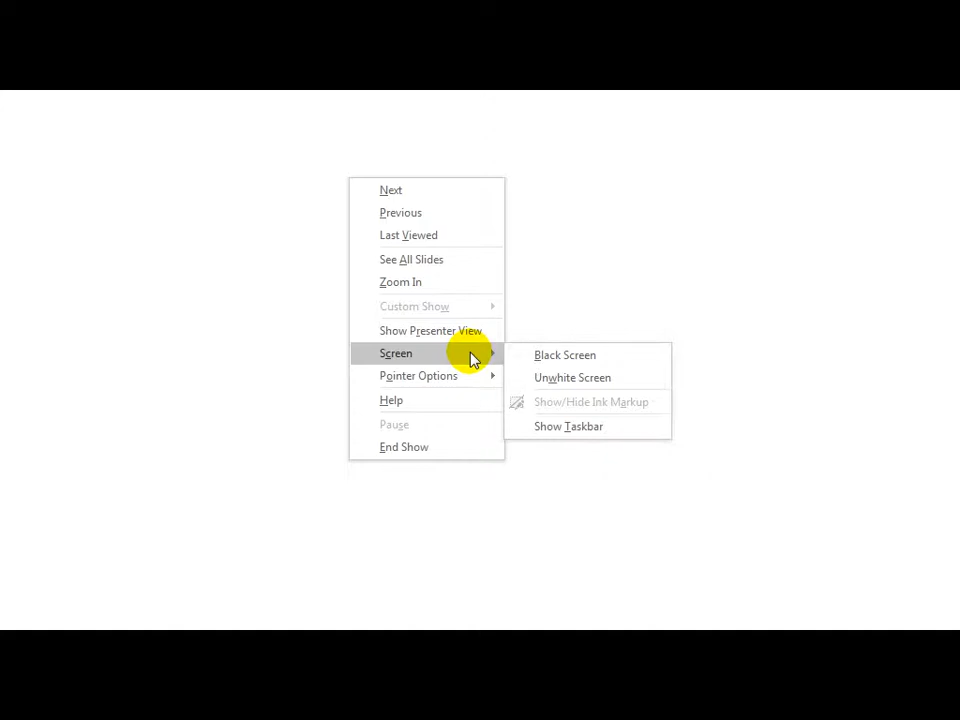 Next
Previous
Last Viewed
See All Slides
Zoom In
Custom Show
Show Presenter View
Screen
Pointer Options
Help
Pause
End Show
Black Screen
Unwhite Screen
Show/Hide Ink Markup
Show Taskbar